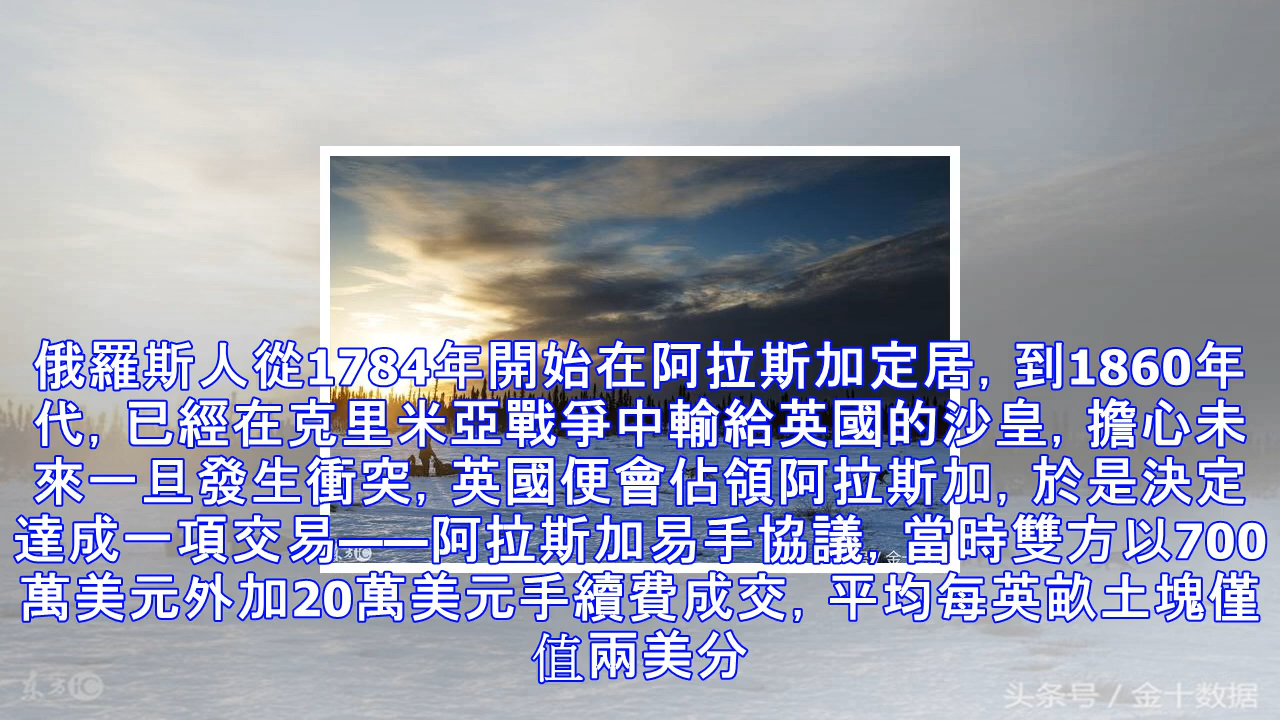 俄羅斯人從1784年開始在阿拉斯加定居, 到1860年
代, 已經在克里米亞戰爭中輸給英國的沙皇, 擔心未
來一旦發生衝突, 英國便會佔領阿拉斯加, 於是決定
達成一項交易——阿拉斯加易手協議, 當時雙方以700
萬美元外加20萬美元手續費成交, 平均每英畝土塊僅
值兩美分
东方IC
头条号 / 金十数据